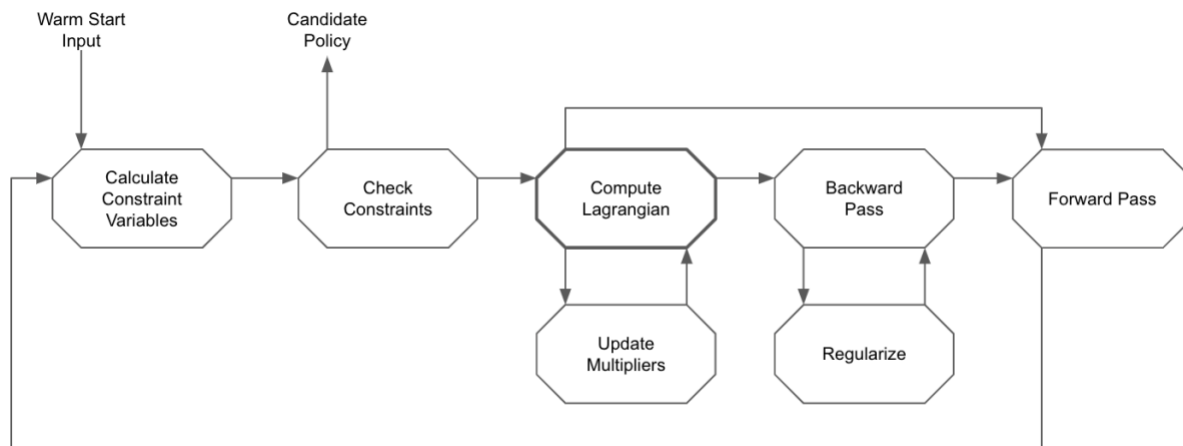 Warm Start
Input
Candidate
Policy
Calculate
Constraint
Variables
Check
Constraints
Compute
Lagrangian
Backward
Pass
Forward Pass
Update
Multipliers
Regularize